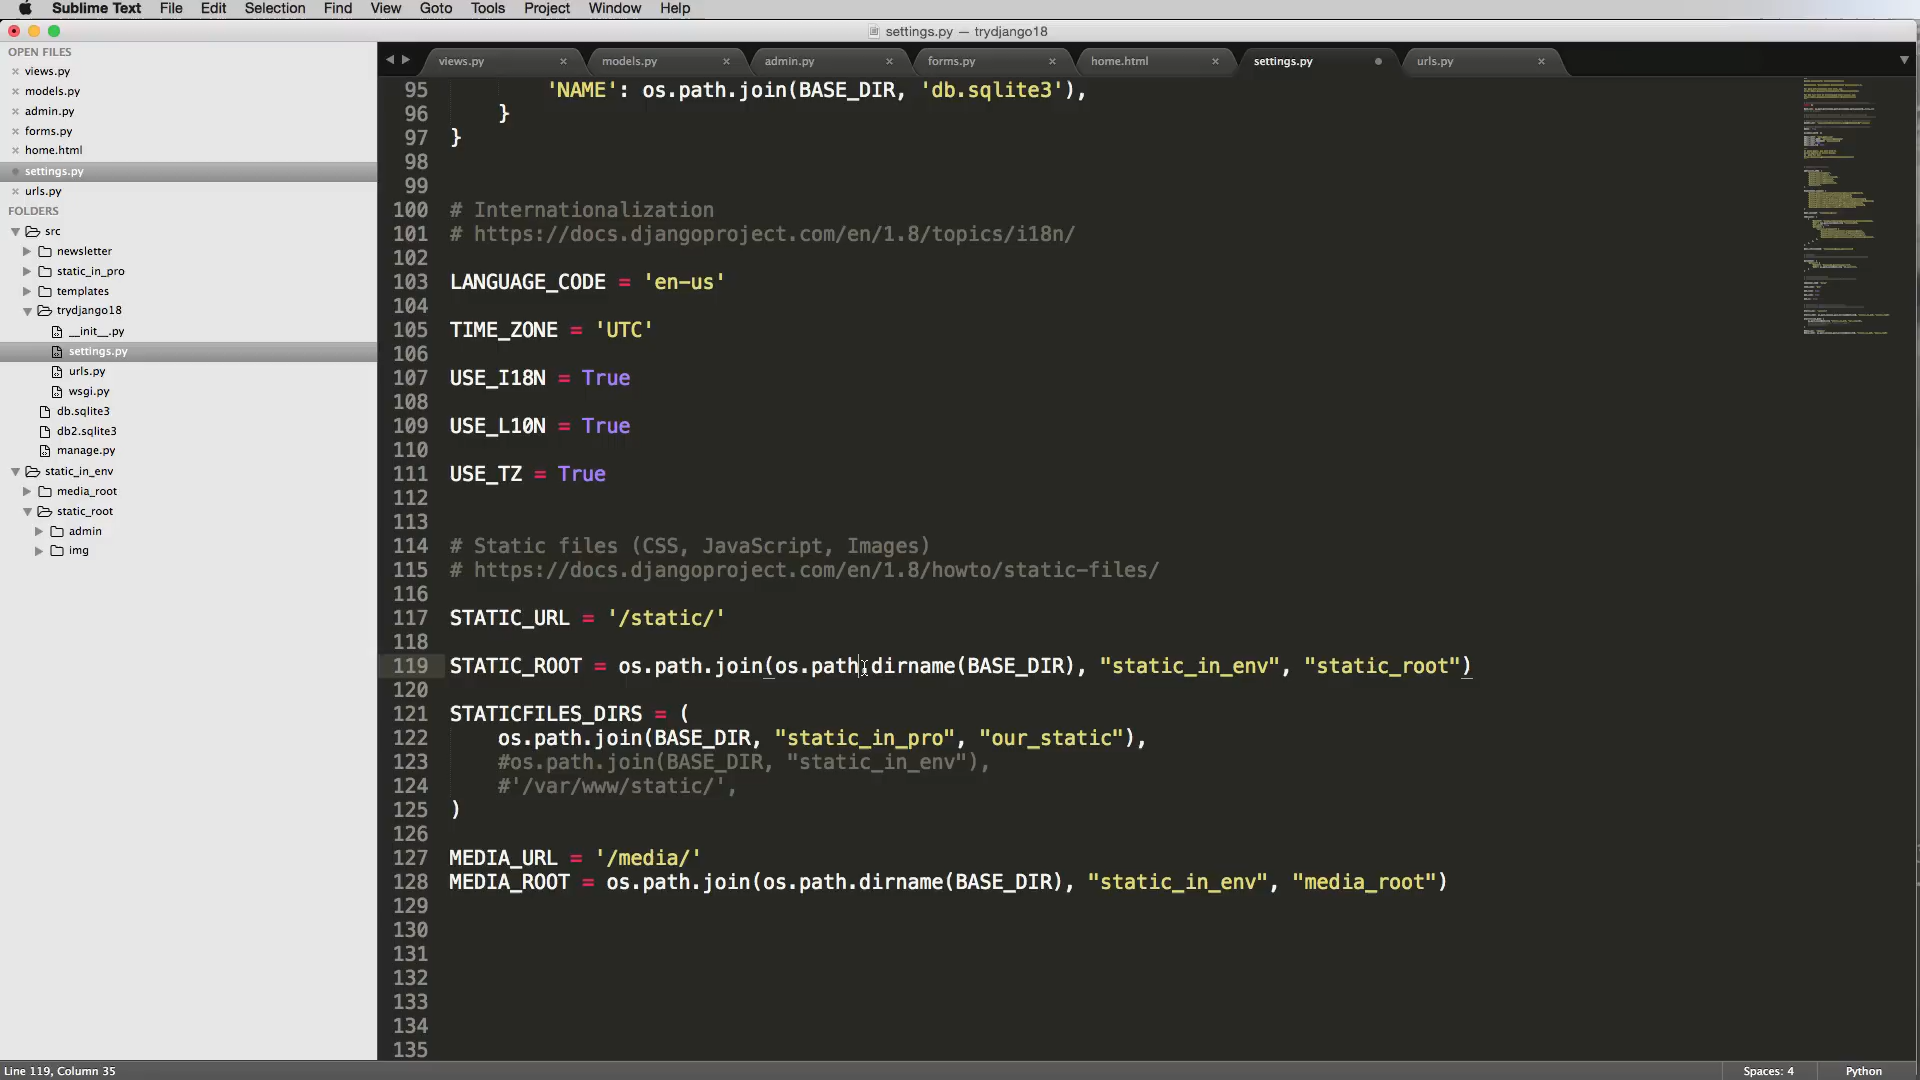 Sublime Text File Edit Selection Find View Goto Tools Project Window Help
settings.py — trydjango18
OPEN FILES
views.py
models.py
admin.py
forms.py
home.html
settings.py
urls.py
FOLDERS
src
newsletter
static_in_pro
templates
trydjango18
__init__.py
settings.py
urls.py
wsgi.py
db.sqlite3
db2.sqlite3
manage.py
static_in_env
media_root
static_root
admin
img
views.py models.py admin.py forms.py home.html settings.py urls.py
95 'NAME': os.path.join(BASE_DIR, 'db.sqlite3'),
96 }
97 }
98
99
100 # Internationalization
101 # https://docs.djangoproject.com/en/1.8/topics/i18n/
102
103 LANGUAGE_CODE = 'en-us'
104
105 TIME_ZONE = 'UTC'
106
107 USE_I18N = True
108
109 USE_L10N = True
110
111 USE_TZ = True
112
113
114 # Static files (CSS, JavaScript, Images)
115 # https://docs.djangoproject.com/en/1.8/howto/static-files/
116
117 STATIC_URL = '/static/'
118
119 STATIC_ROOT = os.path.join(os.path.dirname(BASE_DIR), "static_in_env", "static_root")
120
121 STATICFILES_DIRS = (
122 os.path.join(BASE_DIR, "static_in_pro", "our_static"),
123 #os.path.join(BASE_DIR, "static_in_env"),
124 #'/var/www/static/',
125 )
126
127 MEDIA_URL = '/media/'
128 MEDIA_ROOT = os.path.join(os.path.dirname(BASE_DIR), "static_in_env", "media_root")
129
130
131
132
133
134
135
Line 119, Column 35 Spaces: 4 Python